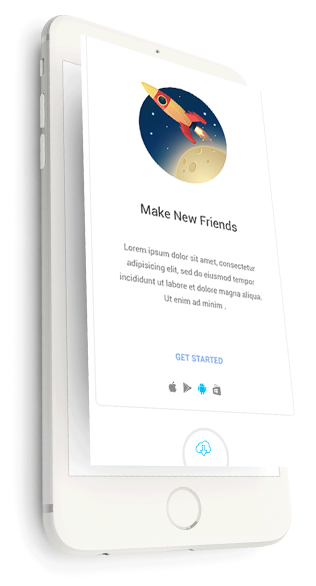 Make New Friends
Lorem ipsum dolor sit amet, consectetur
adipisicing elit, sed do eiusmod tempor
incididunt ut labore et dolore magna aliqua.
Ut enim ad minim .
GET STARTED